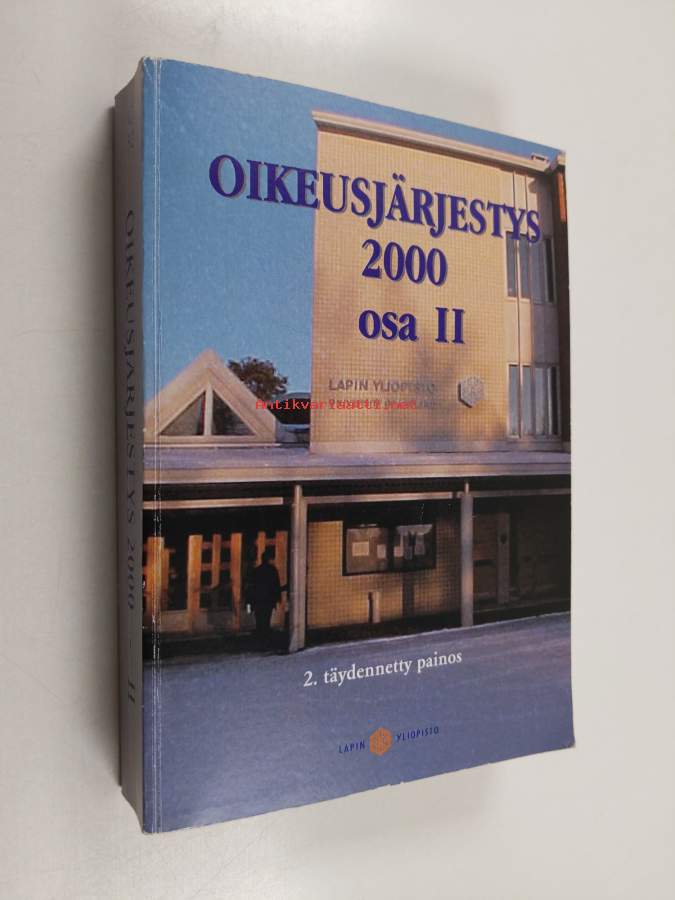 OIKEUSJÄRJESTYS
2000
osa II
LAPIN YLIOPISTO
Antikvariaatti.net
2. täydennetty painos
LAPIN YLIOPISTO
OIKEUSJÄRJESTYS 2000 – II